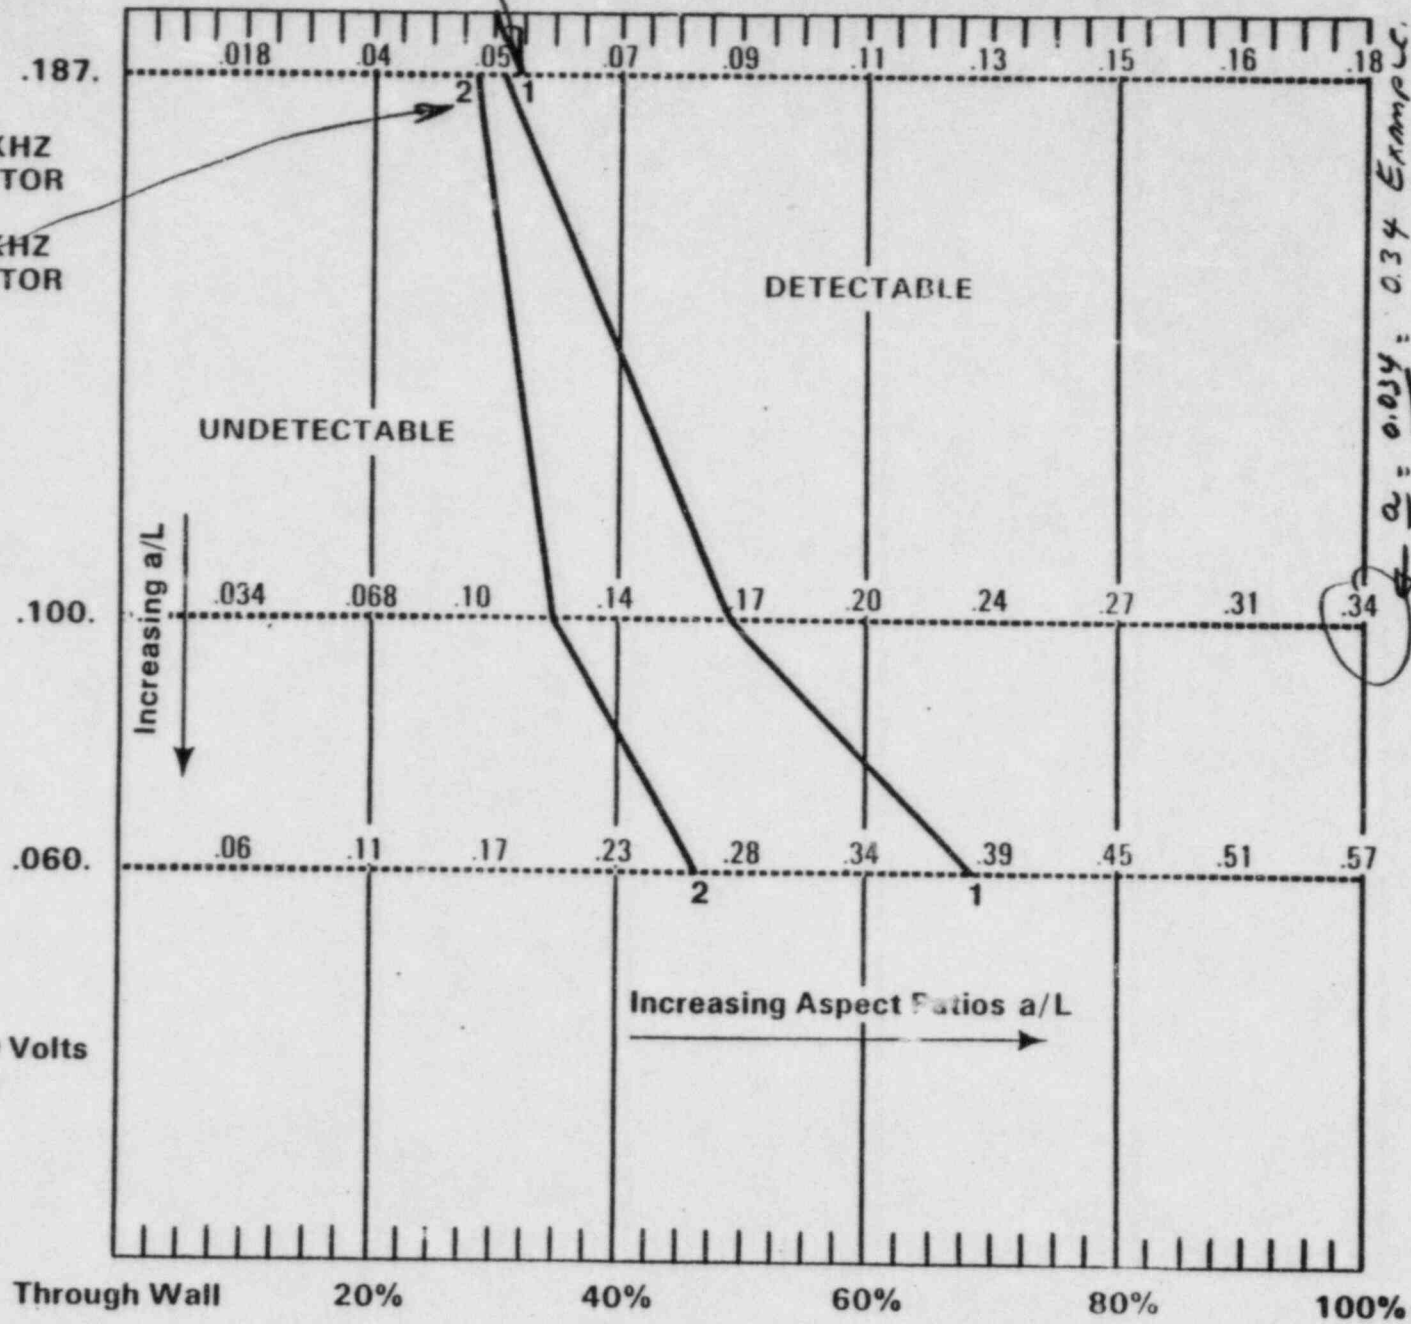 .187. .018 .04 .05 .07 .09 .11 .13 .15 .16 .18
2 1
KHZ
TOR
KHZ
TOR
DETECTABLE
UNDETECTABLE
Increasing a/L
.100. .034 .068 .10 .14 .17 .20 .24 .27 .31 .34
a = 0.034 = 0.34 Example.
.060. .06 .11 .17 .23 .28 .34 .39 .45 .51 .57
2 1
Increasing Aspect Ratios a/L
Volts
Through Wall 20% 40% 60% 80% 100%